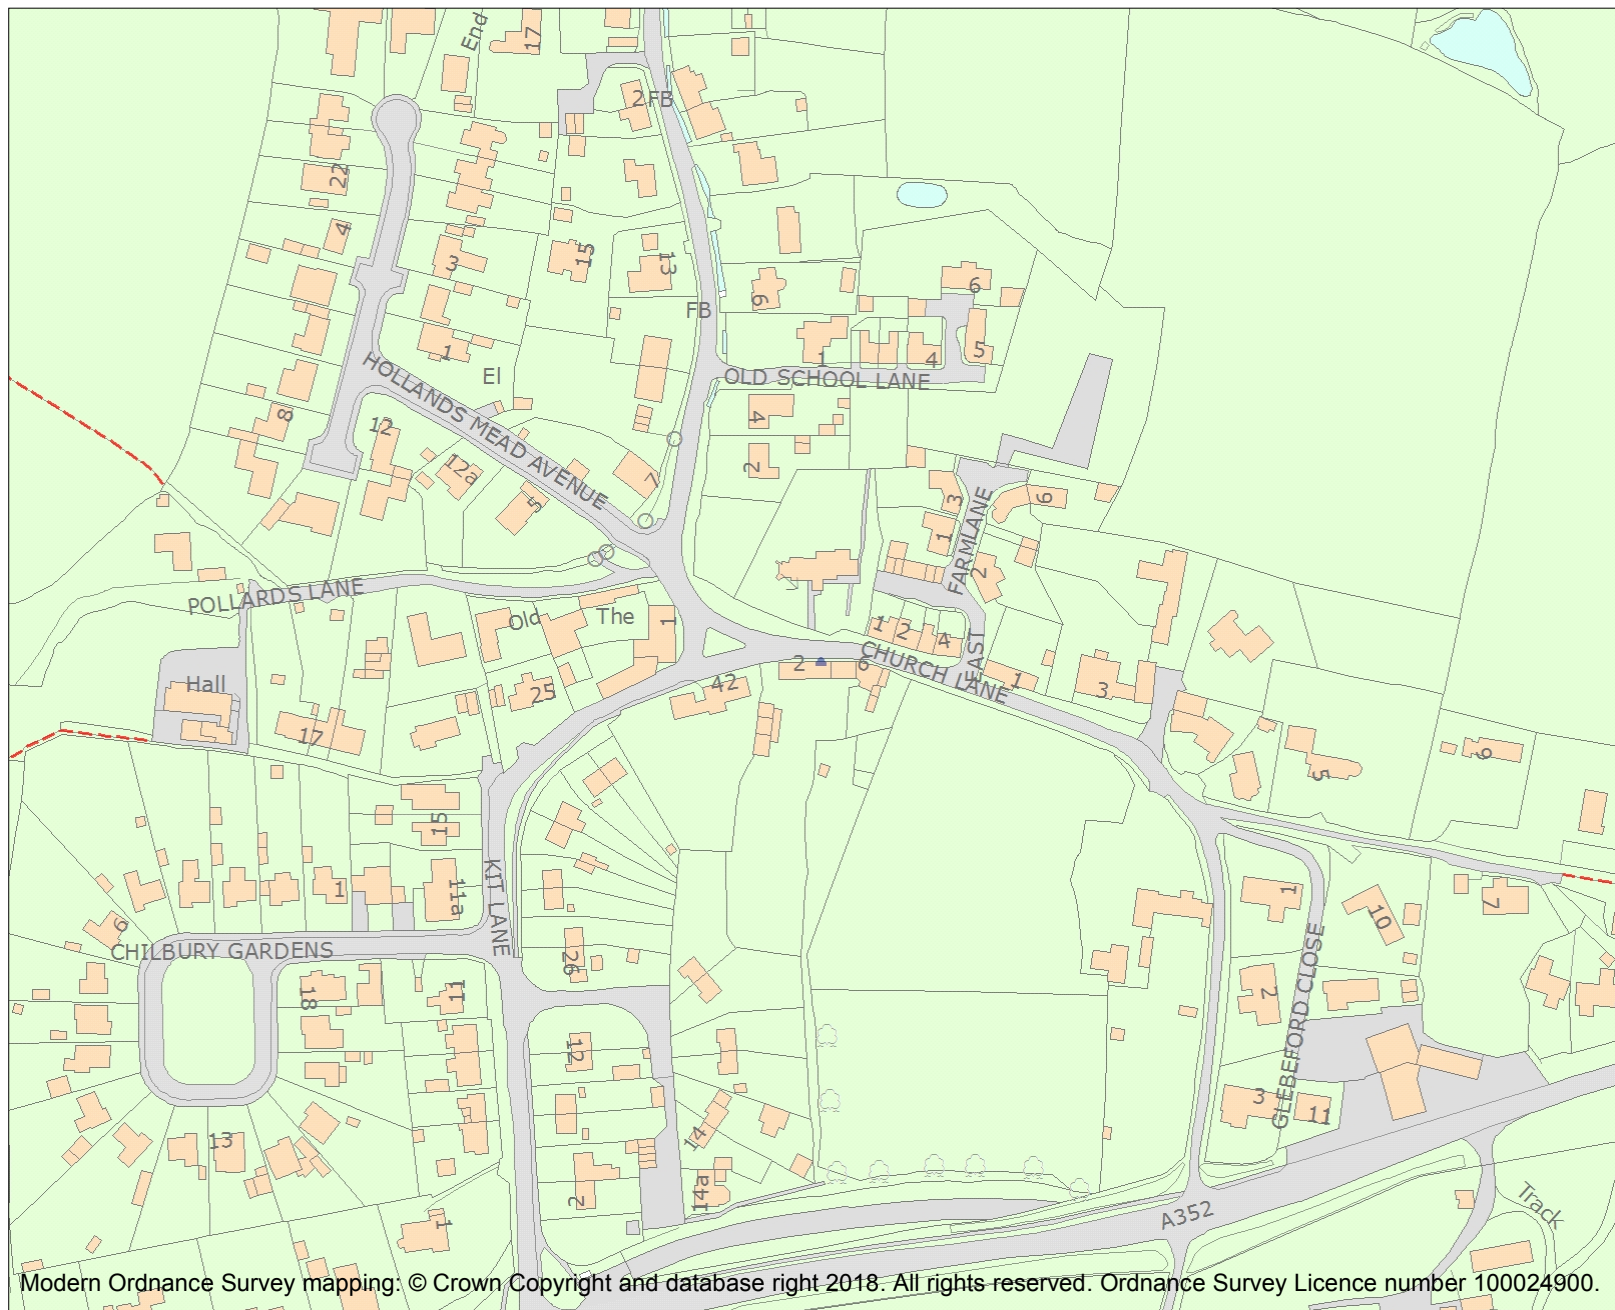 End
17
2 FB
22
4
3
15
13
6
6
FB
1
1
4
5
El
OLD SCHOOL LANE
HOLLANDS MEAD AVENUE
8
12
12a
4
2
7
5
3
6
1
FARM LANE
2
POLLARDS LANE
Old
The
1
1
2
4
EAST
CHURCH LANE
2
6
1
3
Hall
25
42
17
5
9
15
KIT LANE
11a
1
6
CHILBURY GARDENS
1
10
7
26
18
11
2
GLEBEFORD CLOSE
12
3
11
13
14
14a
2
1
A352
Track
Modern Ordnance Survey mapping: © Crown Copyright and database right 2018. All rights reserved. Ordnance Survey Licence number 100024900.